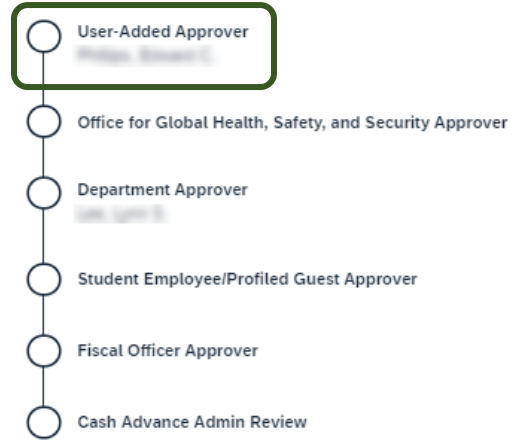 User-Added Approver
Office for Global Health, Safety, and Security Approver
Department Approver
Student Employee/Profiled Guest Approver
Fiscal Officer Approver
Cash Advance Admin Review